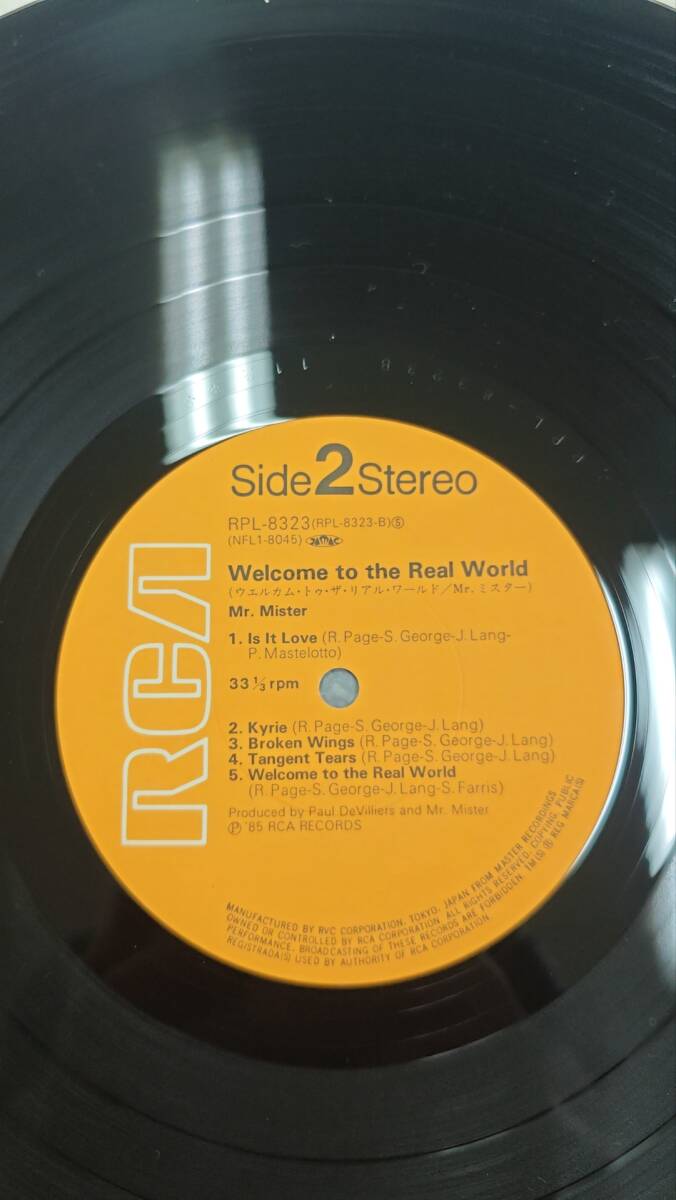 RCA
Side 2 Stereo
RPL-8323 (RPL-8323-B) Ⓢ
(NFL1-8045) JASRAC
Welcome to the Real World
(ウエルカム・トゥ・ザ・リアル・ワールド/Mr.ミスター)
Mr. Mister
1. Is It Love (R. Page-S. George-J. Lang-
P. Mastelotto)
33 1/3 rpm
2. Kyrie (R. Page-S. George-J. Lang)
3. Broken Wings (R. Page-S. George-J. Lang)
4. Tangent Tears (R. Page-S. George-J. Lang)
5. Welcome to the Real World
(R. Page-S. George-J. Lang-S. Farris)
Produced by Paul DeVilliers and Mr. Mister
Ⓟ '85 RCA RECORDS
MANUFACTURED BY RVC CORPORATION, TOKYO, JAPAN FROM MASTER RECORDINGS
OWNED OR CONTROLLED BY RCA CORPORATION. ALL RIGHTS RESERVED. COPYING, PUBLIC
PERFORMANCE, BROADCASTING OF THESE RECORDS ARE FORBIDDEN. TM(S) ® REG MARCA(S)
REGISTRADA(S) USED BY AUTHORITY OF RCA CORPORATION.